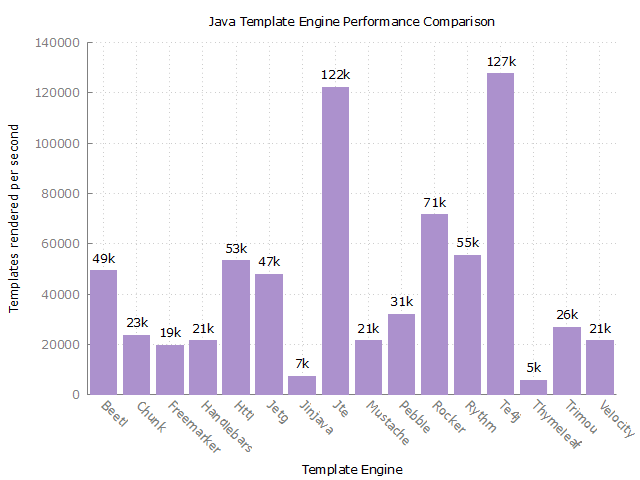 Java Template Engine Performance Comparison
Templates rendered per second
140000
120000
100000
80000
60000
40000
20000
0
49k
23k
19k
21k
53k
47k
7k
122k
21k
31k
71k
55k
127k
5k
26k
21k
Beetl
Chunk
Freemarker
Handlebars
Httl
Jetg
Jinjava
Jte
Mustache
Pebble
Rocker
Rythm
Te4j
Thymeleaf
Trimou
Velocity
Template Engine